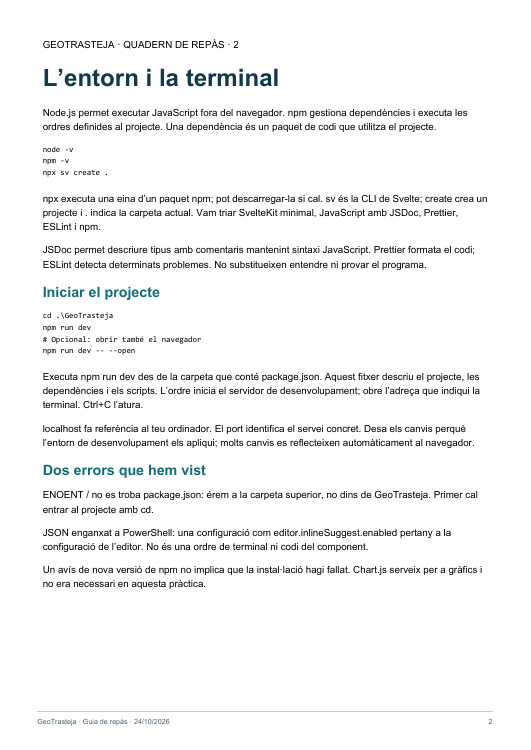 GEOTRASTEJA · QUADERN DE REPÀS · 2
L’entorn i la terminal
Node.js permet executar JavaScript fora del navegador. npm gestiona dependències i executa les
ordres definides al projecte. Una dependència és un paquet de codi que utilitza el projecte.
node -v
npm -v
npx sv create .
npx executa una eina d’un paquet npm; pot descarregar-la si cal. sv és la CLI de Svelte; create crea un
projecte i . indica la carpeta actual. Vam triar SvelteKit minimal, JavaScript amb JSDoc, Prettier,
ESLint i npm.
JSDoc permet descriure tipus amb comentaris mantenint sintaxi JavaScript. Prettier formata el codi;
ESLint detecta determinats problemes. No substitueixen entendre ni provar el programa.
Iniciar el projecte
cd .\GeoTrasteja
npm run dev
# Opcional: obrir també el navegador
npm run dev -- --open
Executa npm run dev des de la carpeta que conté package.json. Aquest fitxer descriu el projecte, les
dependències i els scripts. L’ordre inicia el servidor de desenvolupament; obre l’adreça que indiqui la
terminal. Ctrl+C l’atura.
localhost fa referència al teu ordinador. El port identifica el servei concret. Desa els canvis perquè
l’entorn de desenvolupament els apliqui; molts canvis es reflecteixen automàticament al navegador.
Dos errors que hem vist
ENOENT / no es troba package.json: érem a la carpeta superior, no dins de GeoTrasteja. Primer cal
entrar al projecte amb cd.
JSON enganxat a PowerShell: una configuració com editor.inlineSuggest.enabled pertany a la
configuració de l’editor. No és una ordre de terminal ni codi del component.
Un avís de nova versió de npm no implica que la instal·lació hagi fallat. Chart.js serveix per a gràfics i
no era necessari en aquesta pràctica.
GeoTrasteja · Guia de repàs · 24/10/2026
2